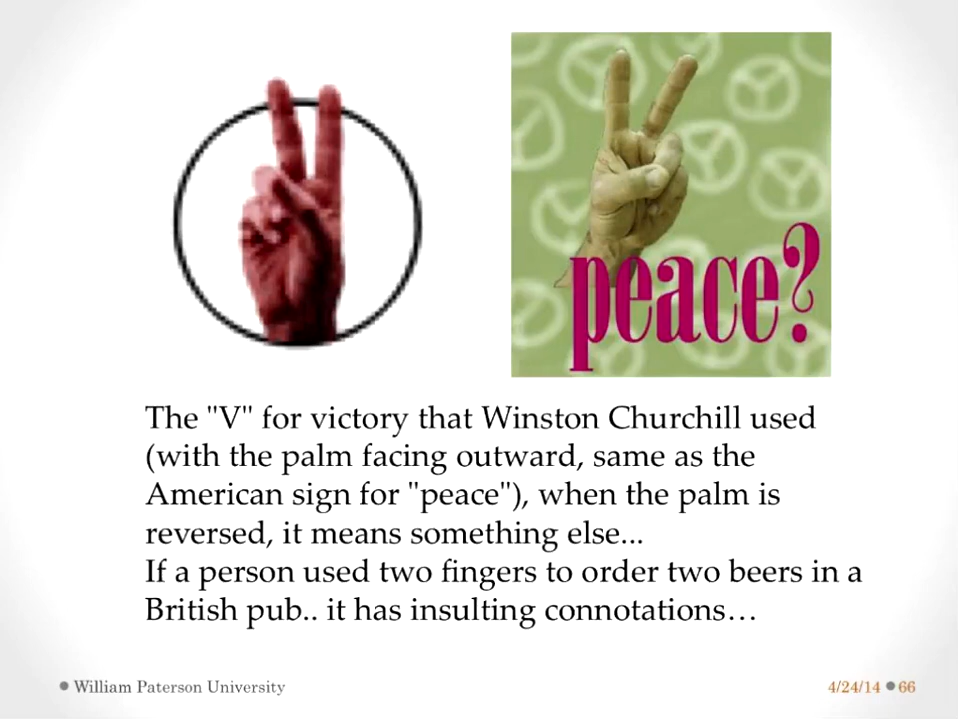 peace?
The "V" for victory that Winston Churchill used
(with the palm facing outward, same as the
American sign for "peace"), when the palm is
reversed, it means something else...
If a person used two fingers to order two beers in a
British pub.. it has insulting connotations…
William Paterson University
4/24/14 66